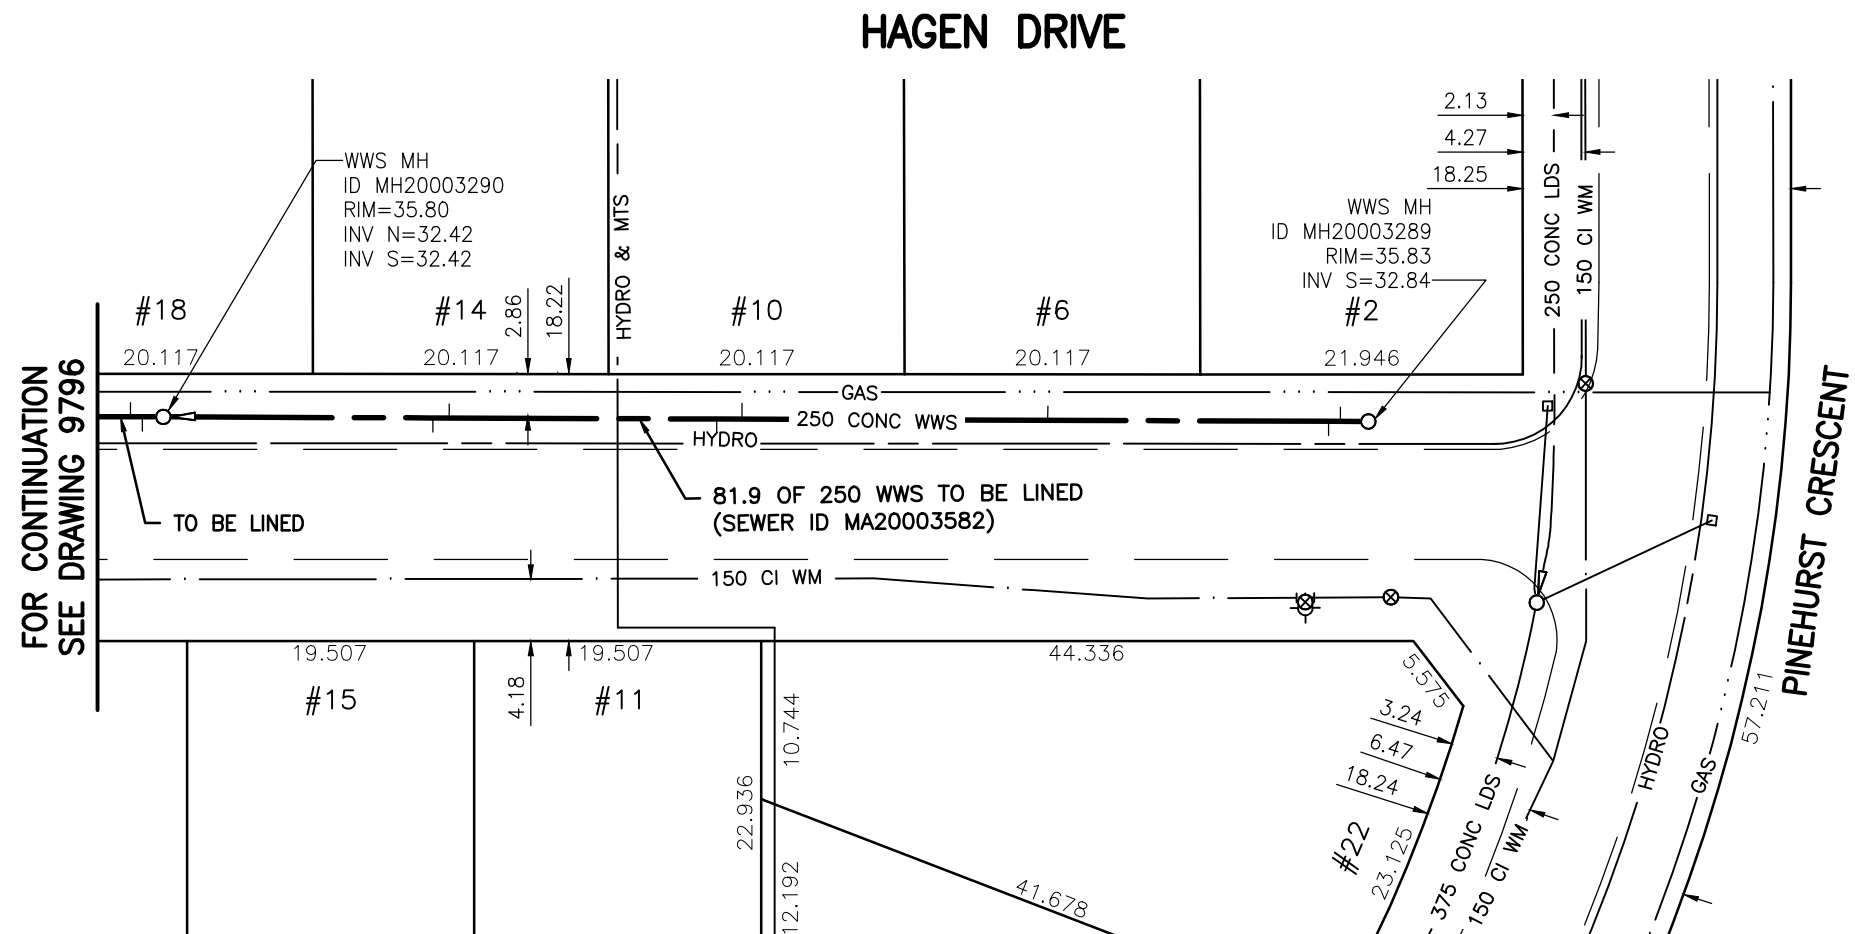 HAGEN DRIVE
2.13
4.27
18.25
WWS MH
ID MH20003290
RIM=35.80
INV N=32.42
INV S=32.42
HYDRO & MTS
WWS MH
ID MH20003289
RIM=35.83
INV S=32.84
250 CONC LDS
150 CI WM
#18
#14
2.86
18.22
#10
#6
#2
20.117
20.117
20.117
20.117
21.946
GAS
250 CONC WWS
HYDRO
FOR CONTINUATION
SEE DRAWING 9796
81.9 OF 250 WWS TO BE LINED
(SEWER ID MA20003582)
TO BE LINED
150 CI WM
PINEHURST CRESCENT
19.507
19.507
44.336
5.575
#15
4.18
#11
10.744
3.24
6.47
18.24
57.211
HYDRO
GAS
22.936
#22
23.125
375 CONC LDS
150 CI WM
12.192
41.678